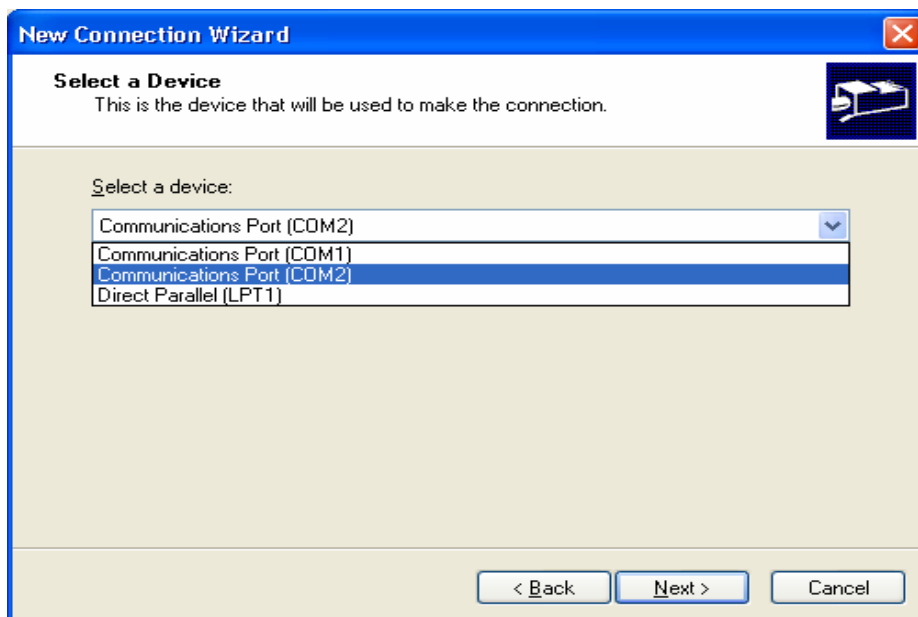 New Connection Wizard
Select a Device
This is the device that will be used to make the connection.
Select a device:
Communications Port (COM2)
Communications Port (COM1)
Communications Port (COM2)
Direct Parallel (LPT1)
< Back Next > Cancel